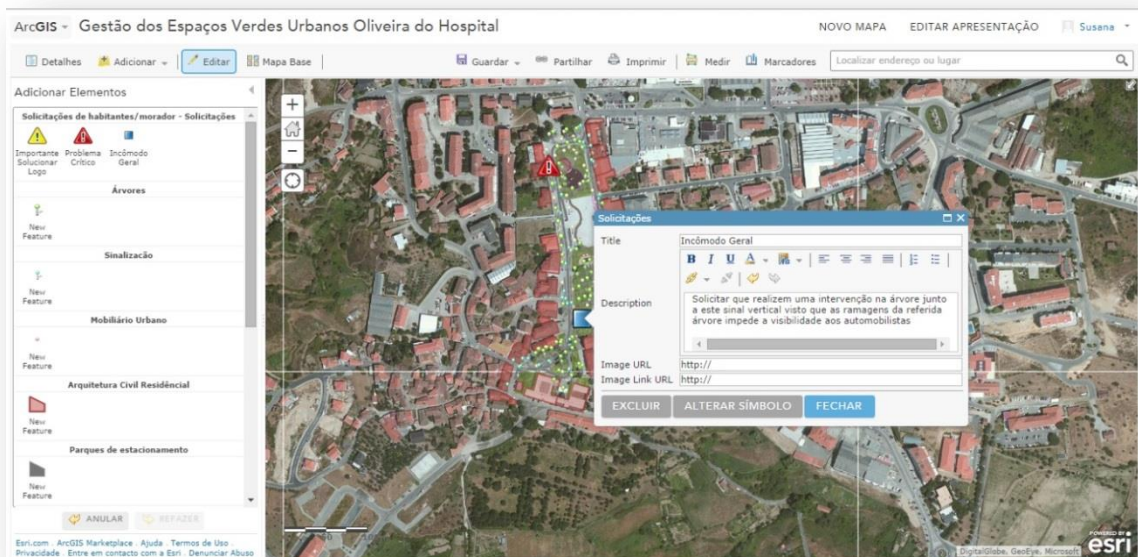 ArcGIS Gestão dos Espaços Verdes Urbanos Oliveira do Hospital
NOVO MAPA EDITAR APRESENTAÇÃO Susana
Detalhes Adicionar Editar Mapa Base
Guardar Partilhar Imprimir Medir Marcadores Localizar endereço ou lugar
Adicionar Elementos
Solicitações de habitantes/morador - Solicitações
Importante Solucionar Logo
Problema Crítico
Incômodo Geral
Árvores
New Feature
Sinalização
New Feature
Mobiliário Urbano
New Feature
Arquitetura Civil Residêncial
New Feature
Parques de estacionamento
New Feature
ANULAR REFAZER
Esri.com . ArcGIS Marketplace . Ajuda . Termos de Uso .
Privacidade . Entre em contacto com a Esri . Denunciar Abuso
Solicitações
Title Incômodo Geral
B I U A
Description
Solicitar que realizem uma intervenção na árvore junto
a este sinal vertical visto que as ramagens da referida
árvore impede a visibilidade aos automobilistas
Image URL http://
Image Link URL http://
EXCLUIR ALTERAR SÍMBOLO FECHAR
DigitalGlobe, GeoEye, Microsoft
POWERED BY
esri